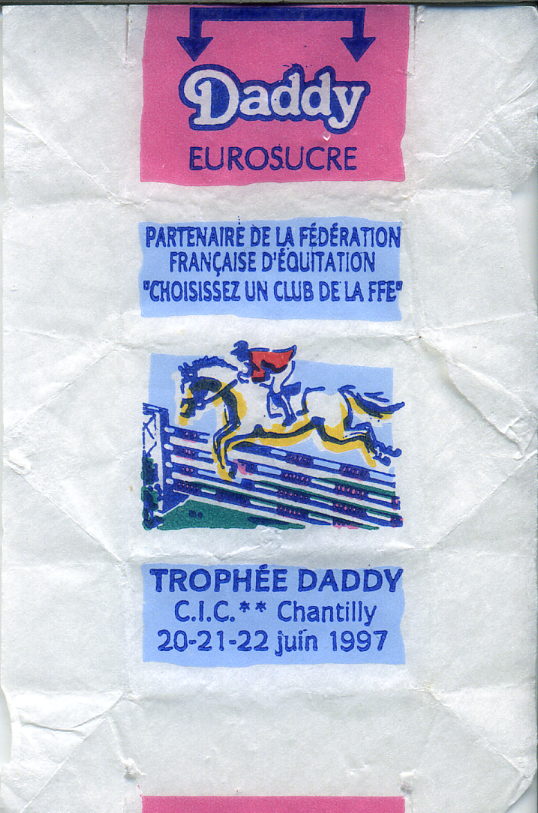 Daddy
EUROSUCRE
PARTENAIRE DE LA FÉDÉRATION
FRANÇAISE D'ÉQUITATION
"CHOISISSEZ UN CLUB DE LA FFE"
TROPHÉE DADDY
C.I.C.** Chantilly
20-21-22 juin 1997